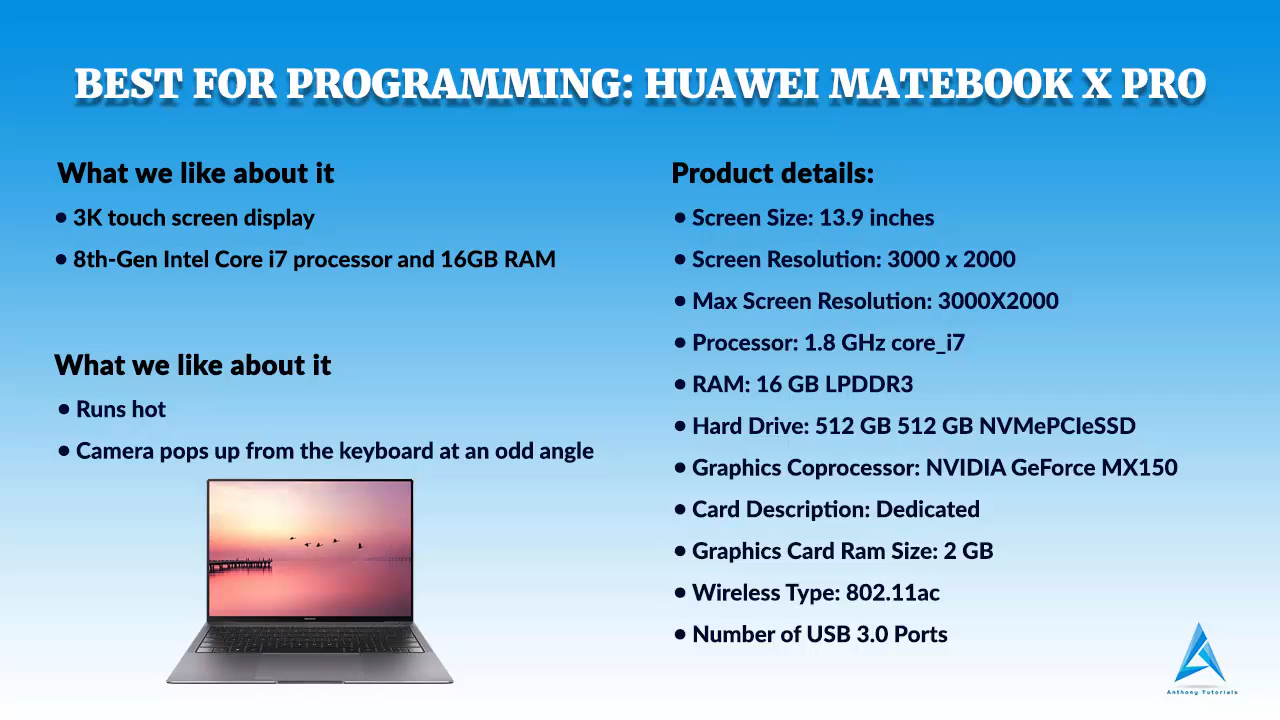 BEST FOR PROGRAMMING: HUAWEI MATEBOOK X PRO
What we like about it
• 3K touch screen display
• 8th-Gen Intel Core i7 processor and 16GB RAM
What we like about it
• Runs hot
• Camera pops up from the keyboard at an odd angle
Product details:
• Screen Size: 13.9 inches
• Screen Resolution: 3000 x 2000
• Max Screen Resolution: 3000X2000
• Processor: 1.8 GHz core_i7
• RAM: 16 GB LPDDR3
• Hard Drive: 512 GB 512 GB NVMePCIeSSD
• Graphics Coprocessor: NVIDIA GeForce MX150
• Card Description: Dedicated
• Graphics Card Ram Size: 2 GB
• Wireless Type: 802.11ac
• Number of USB 3.0 Ports
Anthony Tutorials